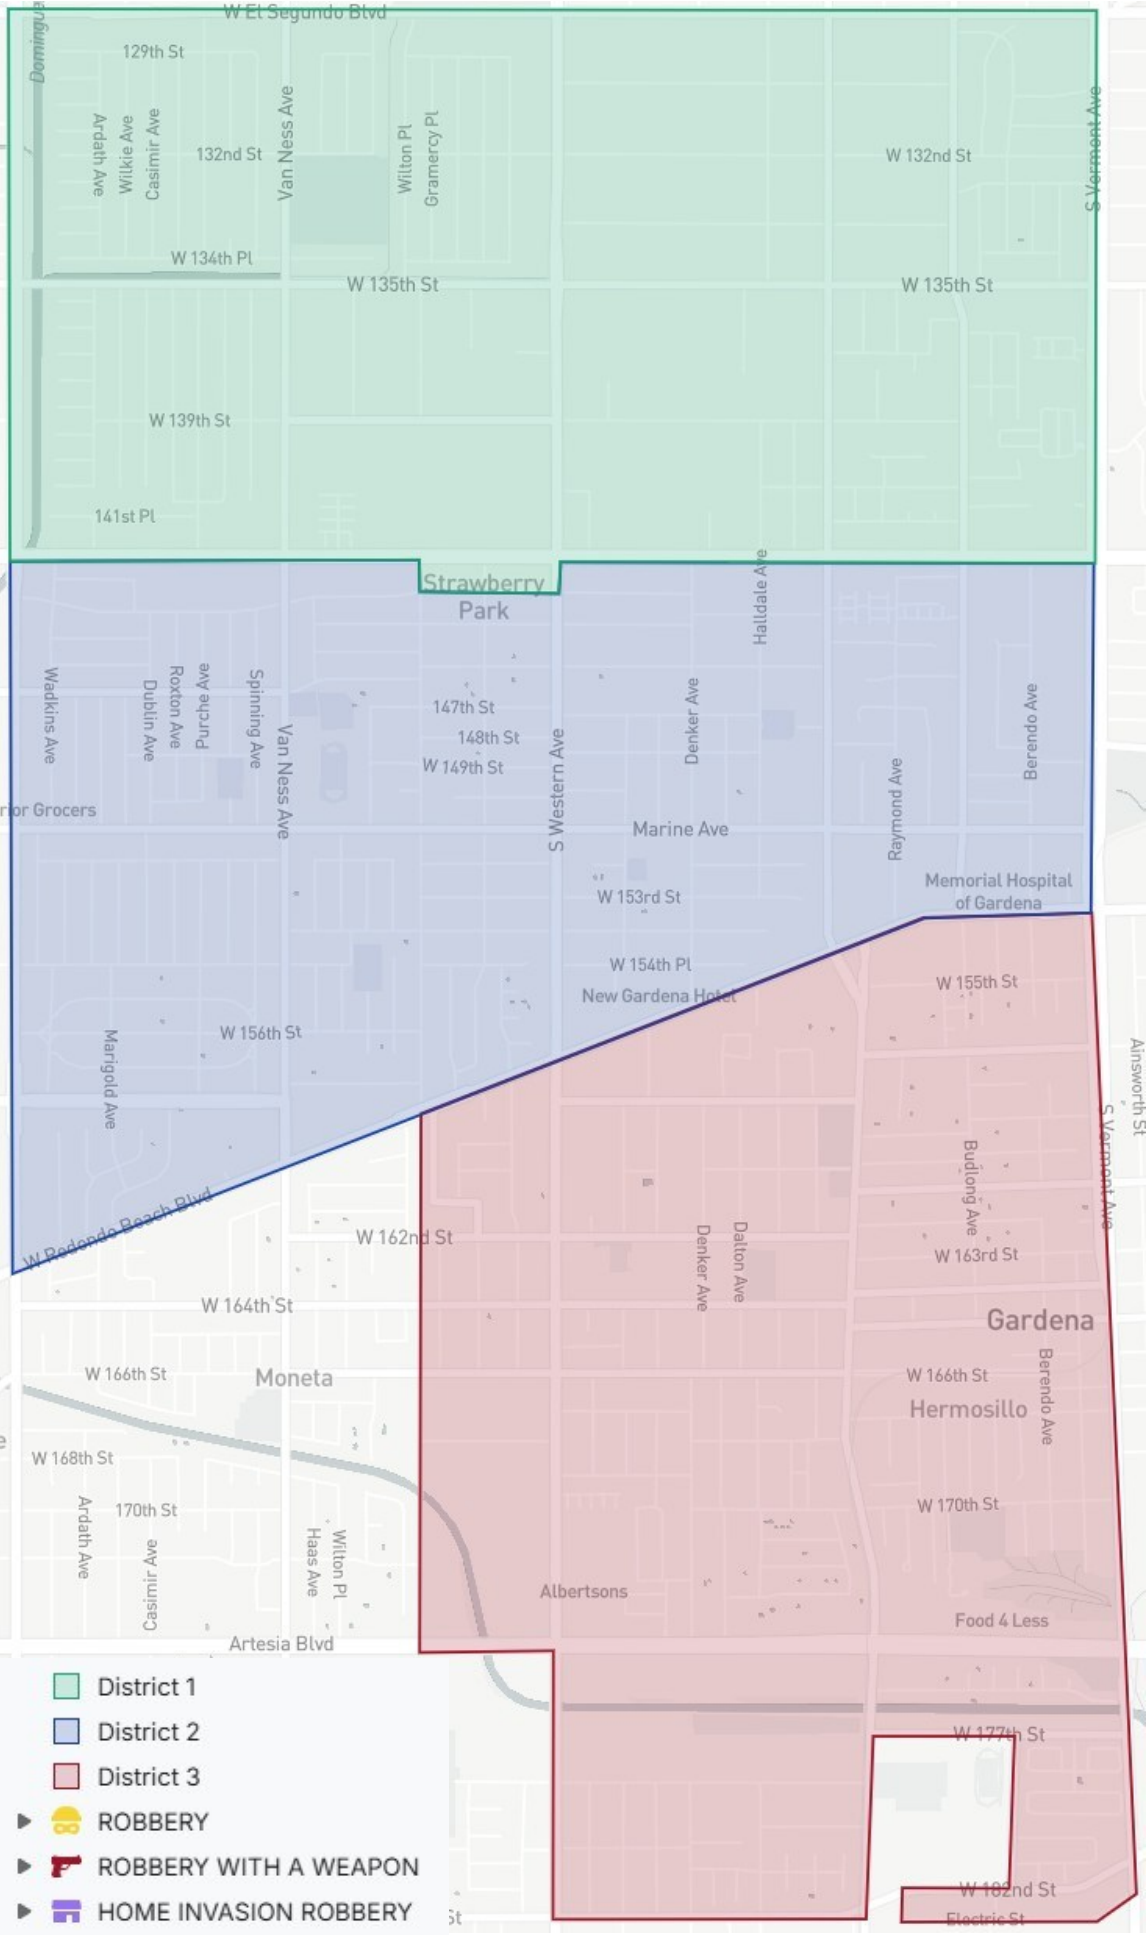 W El Segundo Blvd
129th St
Van Ness Ave
S Vermont Ave
Ardath Ave
Wilkie Ave
Casimir Ave
132nd St
Wilton Pl
Gramercy Pl
W 132nd St
W 134th Pl
W 135th St
W 135th St
W 139th St
141st Pl
Strawberry
Park
Halldale Ave
Wadkins Ave
Dublin Ave
Roxton Ave
Purche Ave
Spinning Ave
147th St
148th St
W 149th St
Denker Ave
Berendo Ave
Van Ness Ave
S Western Ave
Raymond Ave
rior Grocers
Marine Ave
Memorial Hospital
of Gardena
W 153rd St
W 154th Pl
New Gardena Hotel
W 155th St
W 156th St
Marigold Ave
Ainsworth St
S Vermont Ave
Budlong Ave
W Redondo Beach Blvd
W 162nd St
Denker Ave
Dalton Ave
W 163rd St
W 164th St
Gardena
W 166th St
Moneta
W 166th St
Berendo Ave
Hermosillo
W 168th St
170th St
W 170th St
Ardath Ave
Casimir Ave
Haas Ave
Wilton Pl
Albertsons
Food 4 Less
Artesia Blvd
W 177th St
W 182nd St
Electric St
St
District 1
District 2
District 3
ROBBERY
ROBBERY WITH A WEAPON
HOME INVASION ROBBERY